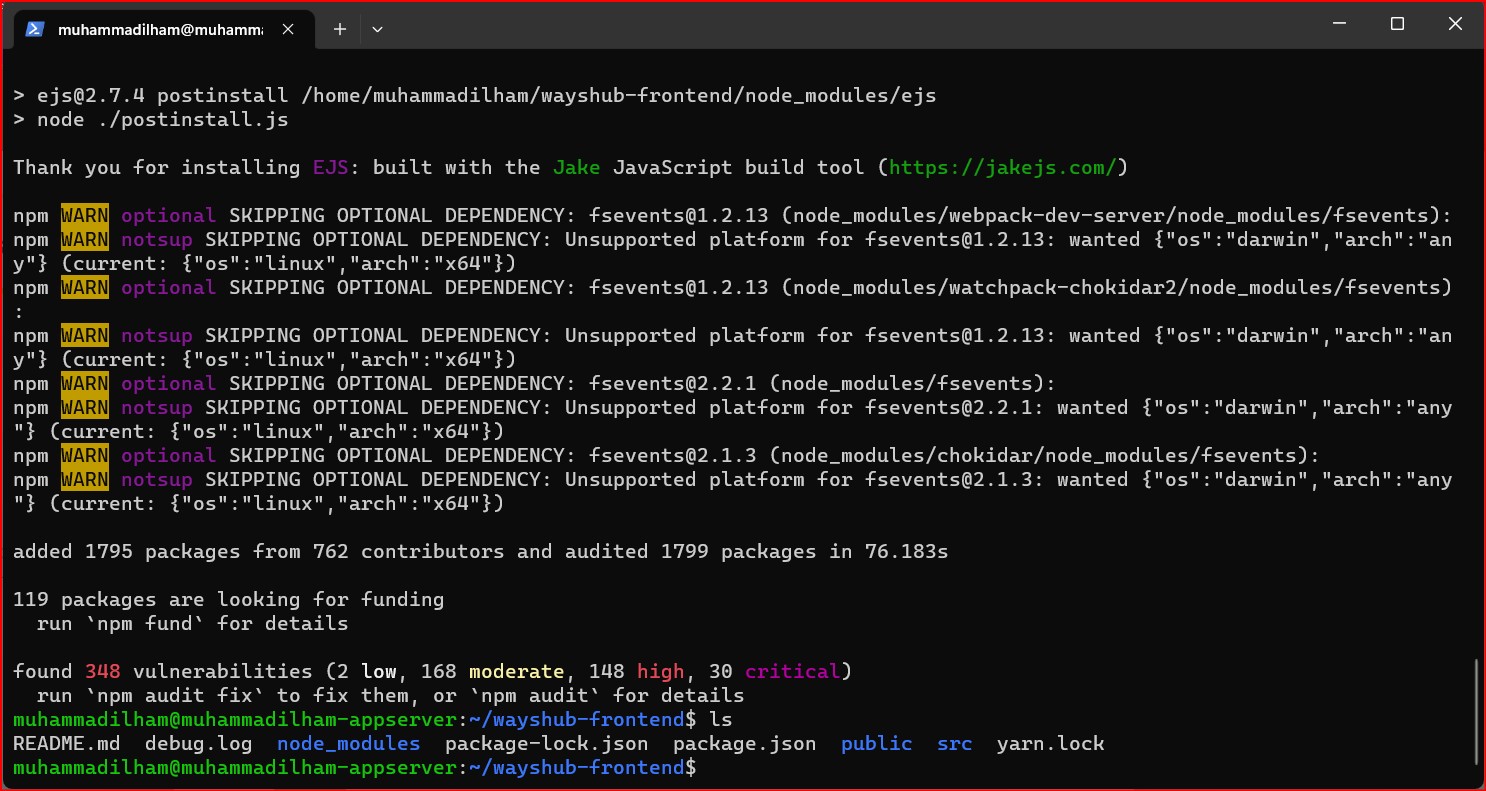 muhammadilham@muhamma
> ejs@2.7.4 postinstall /home/muhammadilham/wayshub-frontend/node_modules/ejs
> node ./postinstall.js
Thank you for installing EJS: built with the Jake JavaScript build tool (https://jakejs.com/)
npm WARN optional SKIPPING OPTIONAL DEPENDENCY: fsevents@1.2.13 (node_modules/webpack-dev-server/node_modules/fsevents):
npm WARN notsup SKIPPING OPTIONAL DEPENDENCY: Unsupported platform for fsevents@1.2.13: wanted {"os":"darwin","arch":"an
y"} (current: {"os":"linux","arch":"x64"})
npm WARN optional SKIPPING OPTIONAL DEPENDENCY: fsevents@1.2.13 (node_modules/watchpack-chokidar2/node_modules/fsevents)
:
npm WARN notsup SKIPPING OPTIONAL DEPENDENCY: Unsupported platform for fsevents@1.2.13: wanted {"os":"darwin","arch":"an
y"} (current: {"os":"linux","arch":"x64"})
npm WARN optional SKIPPING OPTIONAL DEPENDENCY: fsevents@2.2.1 (node_modules/fsevents):
npm WARN notsup SKIPPING OPTIONAL DEPENDENCY: Unsupported platform for fsevents@2.2.1: wanted {"os":"darwin","arch":"any
"} (current: {"os":"linux","arch":"x64"})
npm WARN optional SKIPPING OPTIONAL DEPENDENCY: fsevents@2.1.3 (node_modules/chokidar/node_modules/fsevents):
npm WARN notsup SKIPPING OPTIONAL DEPENDENCY: Unsupported platform for fsevents@2.1.3: wanted {"os":"darwin","arch":"any
"} (current: {"os":"linux","arch":"x64"})
added 1795 packages from 762 contributors and audited 1799 packages in 76.183s
119 packages are looking for funding
  run `npm fund` for details
found 348 vulnerabilities (2 low, 168 moderate, 148 high, 30 critical)
  run `npm audit fix` to fix them, or `npm audit` for details
muhammadilham@muhammadilham-appserver:~/wayshub-frontend$ ls
README.md  debug.log  node_modules  package-lock.json  package.json  public  src  yarn.lock
muhammadilham@muhammadilham-appserver:~/wayshub-frontend$